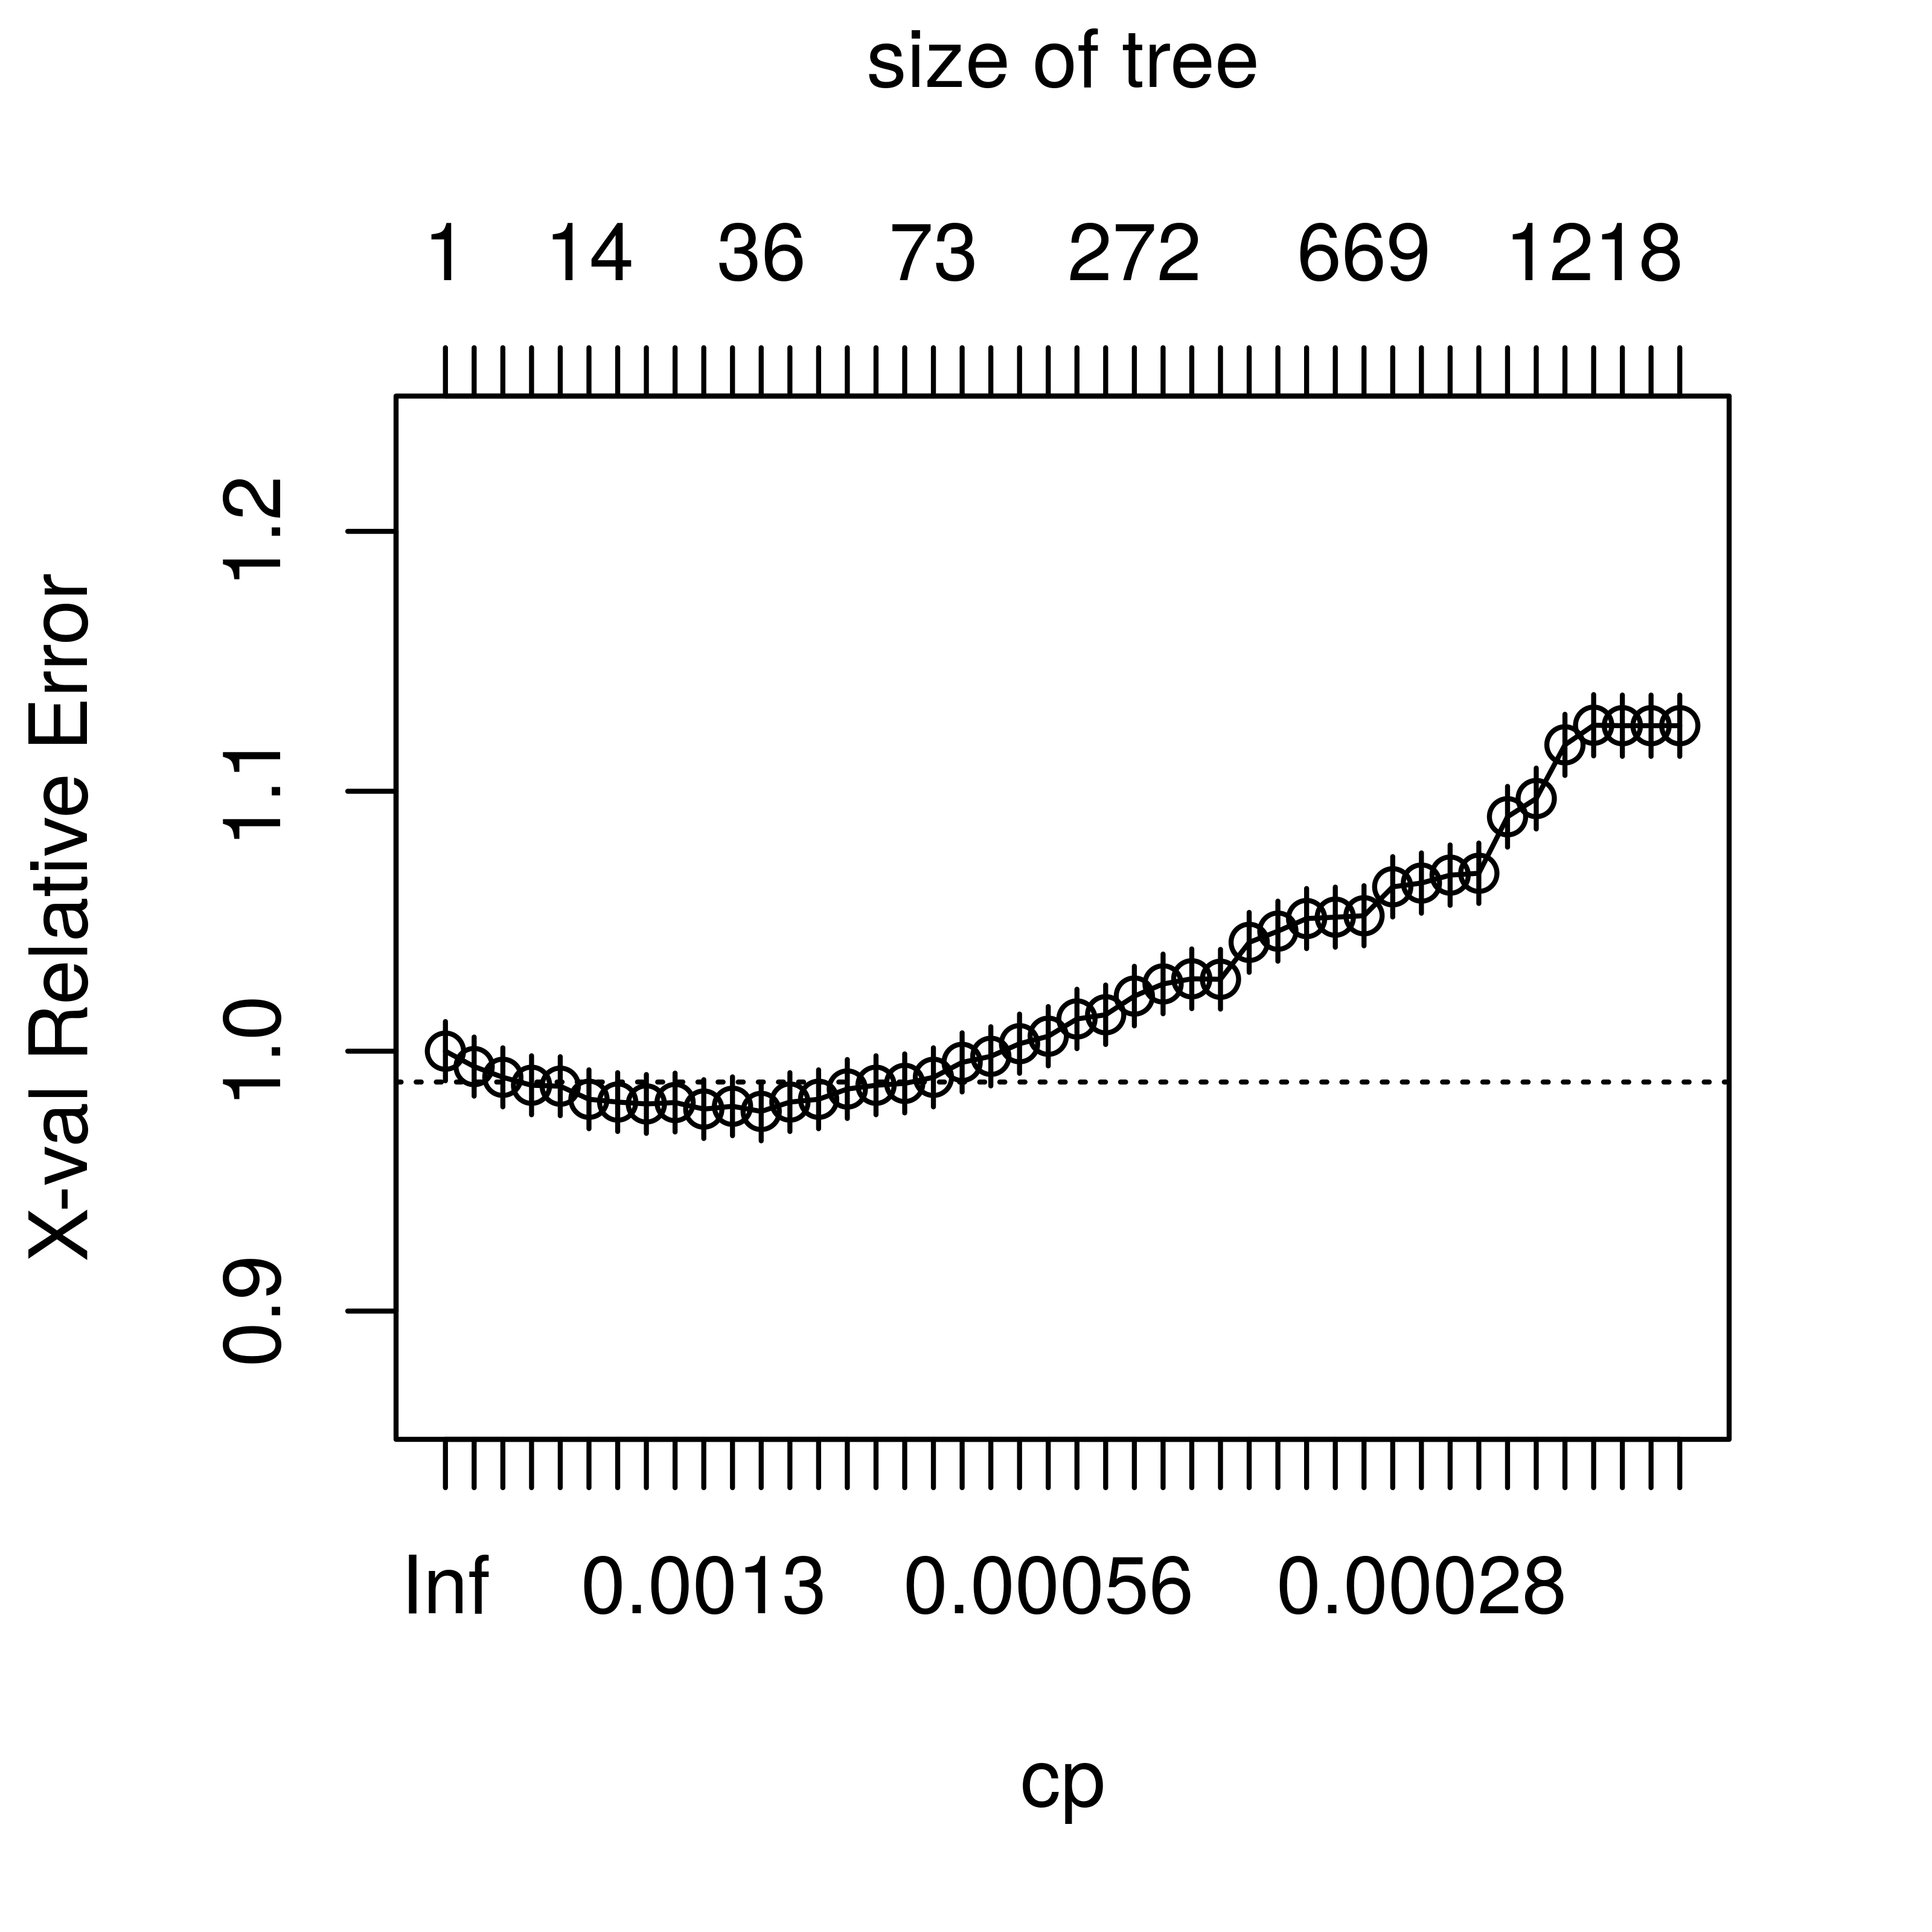 size of tree
1 14 36 73 272 669 1218
1.2
1.1
1.0
0.9
X-val Relative Error
Inf 0.0013 0.00056 0.00028
cp